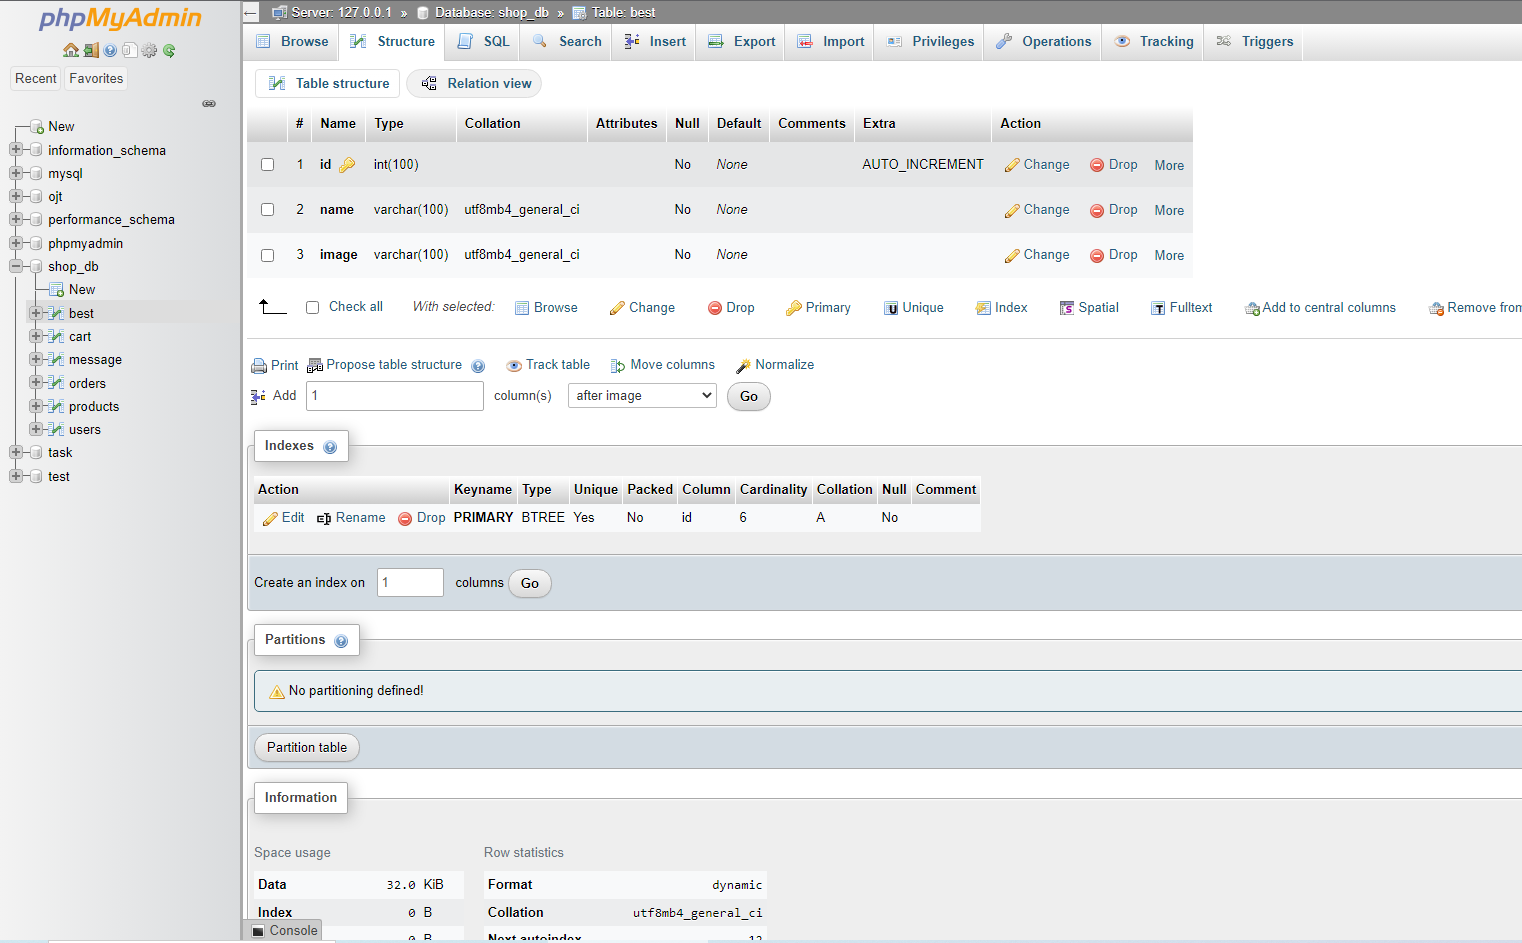 phpMyAdmin
Recent Favorites
New
information_schema
mysql
ojt
performance_schema
phpmyadmin
shop_db
New
best
cart
message
orders
products
users
task
test
Server: 127.0.0.1 » Database: shop_db » Table: best
Browse Structure SQL Search Insert Export Import Privileges Operations Tracking Triggers
Table structure Relation view
# Name Type Collation Attributes Null Default Comments Extra Action
1 id int(100) No None AUTO_INCREMENT Change Drop More
2 name varchar(100) utf8mb4_general_ci No None Change Drop More
3 image varchar(100) utf8mb4_general_ci No None Change Drop More
Check all With selected: Browse Change Drop Primary Unique Index Spatial Fulltext Add to central columns Remove from
Print Propose table structure Track table Move columns Normalize
Add 1 column(s) after image Go
Indexes
Action Keyname Type Unique Packed Column Cardinality Collation Null Comment
Edit Rename Drop PRIMARY BTREE Yes No id 6 A No
Create an index on 1 columns Go
Partitions
No partitioning defined!
Partition table
Information
Space usage Row statistics
Data 32.0 KiB Format dynamic
Index 0 B Collation utf8mb4_general_ci
Console 0 B Next autoindex 12